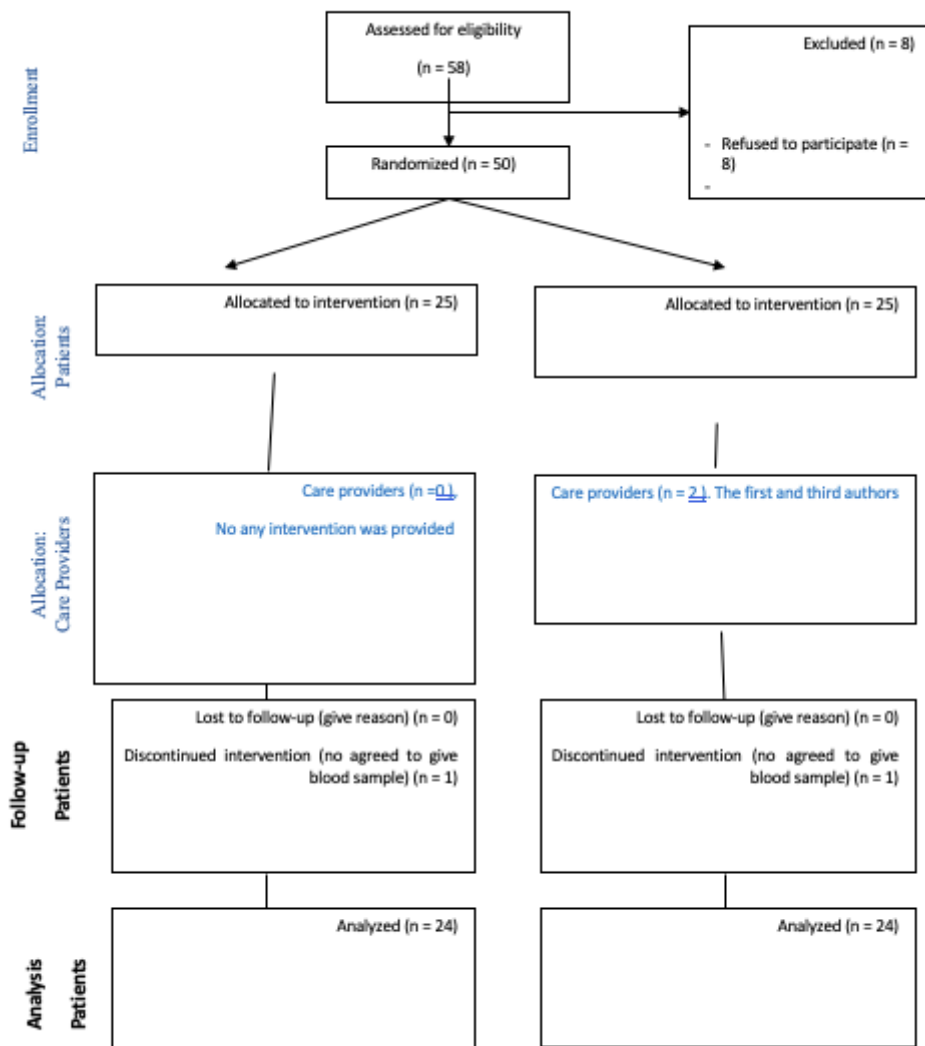 Enrollment
Assessed for eligibility
(n = 58)
Excluded (n = 8)
- Refused to participate (n =
8)
-
Randomized (n = 50)
Allocation:
Patients
Allocated to intervention (n = 25)
Allocated to intervention (n = 25)
Allocation:
Care Providers
Care providers (n =0 ).
No any intervention was provided
Care providers (n = 2 ). The first and third authors
Follow-up
Patients
Lost to follow-up (give reason) (n = 0)
Discontinued intervention (no agreed to give
blood sample) (n = 1)
Lost to follow-up (give reason) (n = 0)
Discontinued intervention (no agreed to give
blood sample) (n = 1)
Analysis
Patients
Analyzed (n = 24)
Analyzed (n = 24)